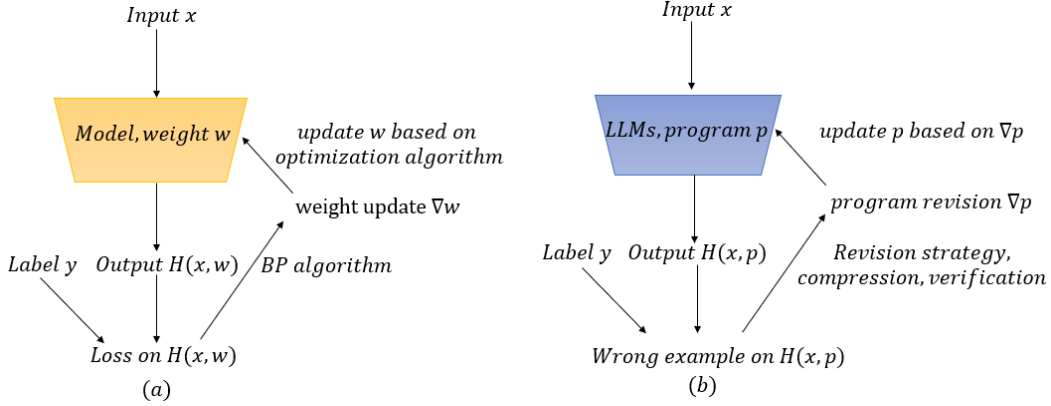 Input x
Model, weight w
update w based on
optimization algorithm
weight update ∇w
Label y
Output H(x, w)
BP algorithm
Loss on H(x, w)
(a)
Input x
LLMs, program p
update p based on ∇p
program revision ∇p
Label y
Output H(x, p)
Revision strategy,
compression, verification
Wrong example on H(x, p)
(b)